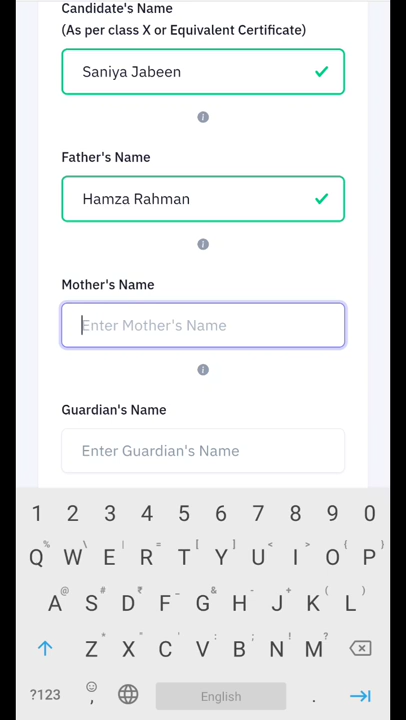 Candidate's Name
(As per class X or Equivalent Certificate)
Saniya Jabeen
i
Father's Name
Hamza Rahman
i
Mother's Name
Enter Mother's Name
i
Guardian's Name
Enter Guardian's Name
1 2 3 4 5 6 7 8 9 0
% \ | = [ ] < > { }
Q W E R T Y U I O P
@ # ₹ _ & - + ( )
A S D F G H J K L
* " ' : ; ! ?
Z X C V B N M
?123 , English .